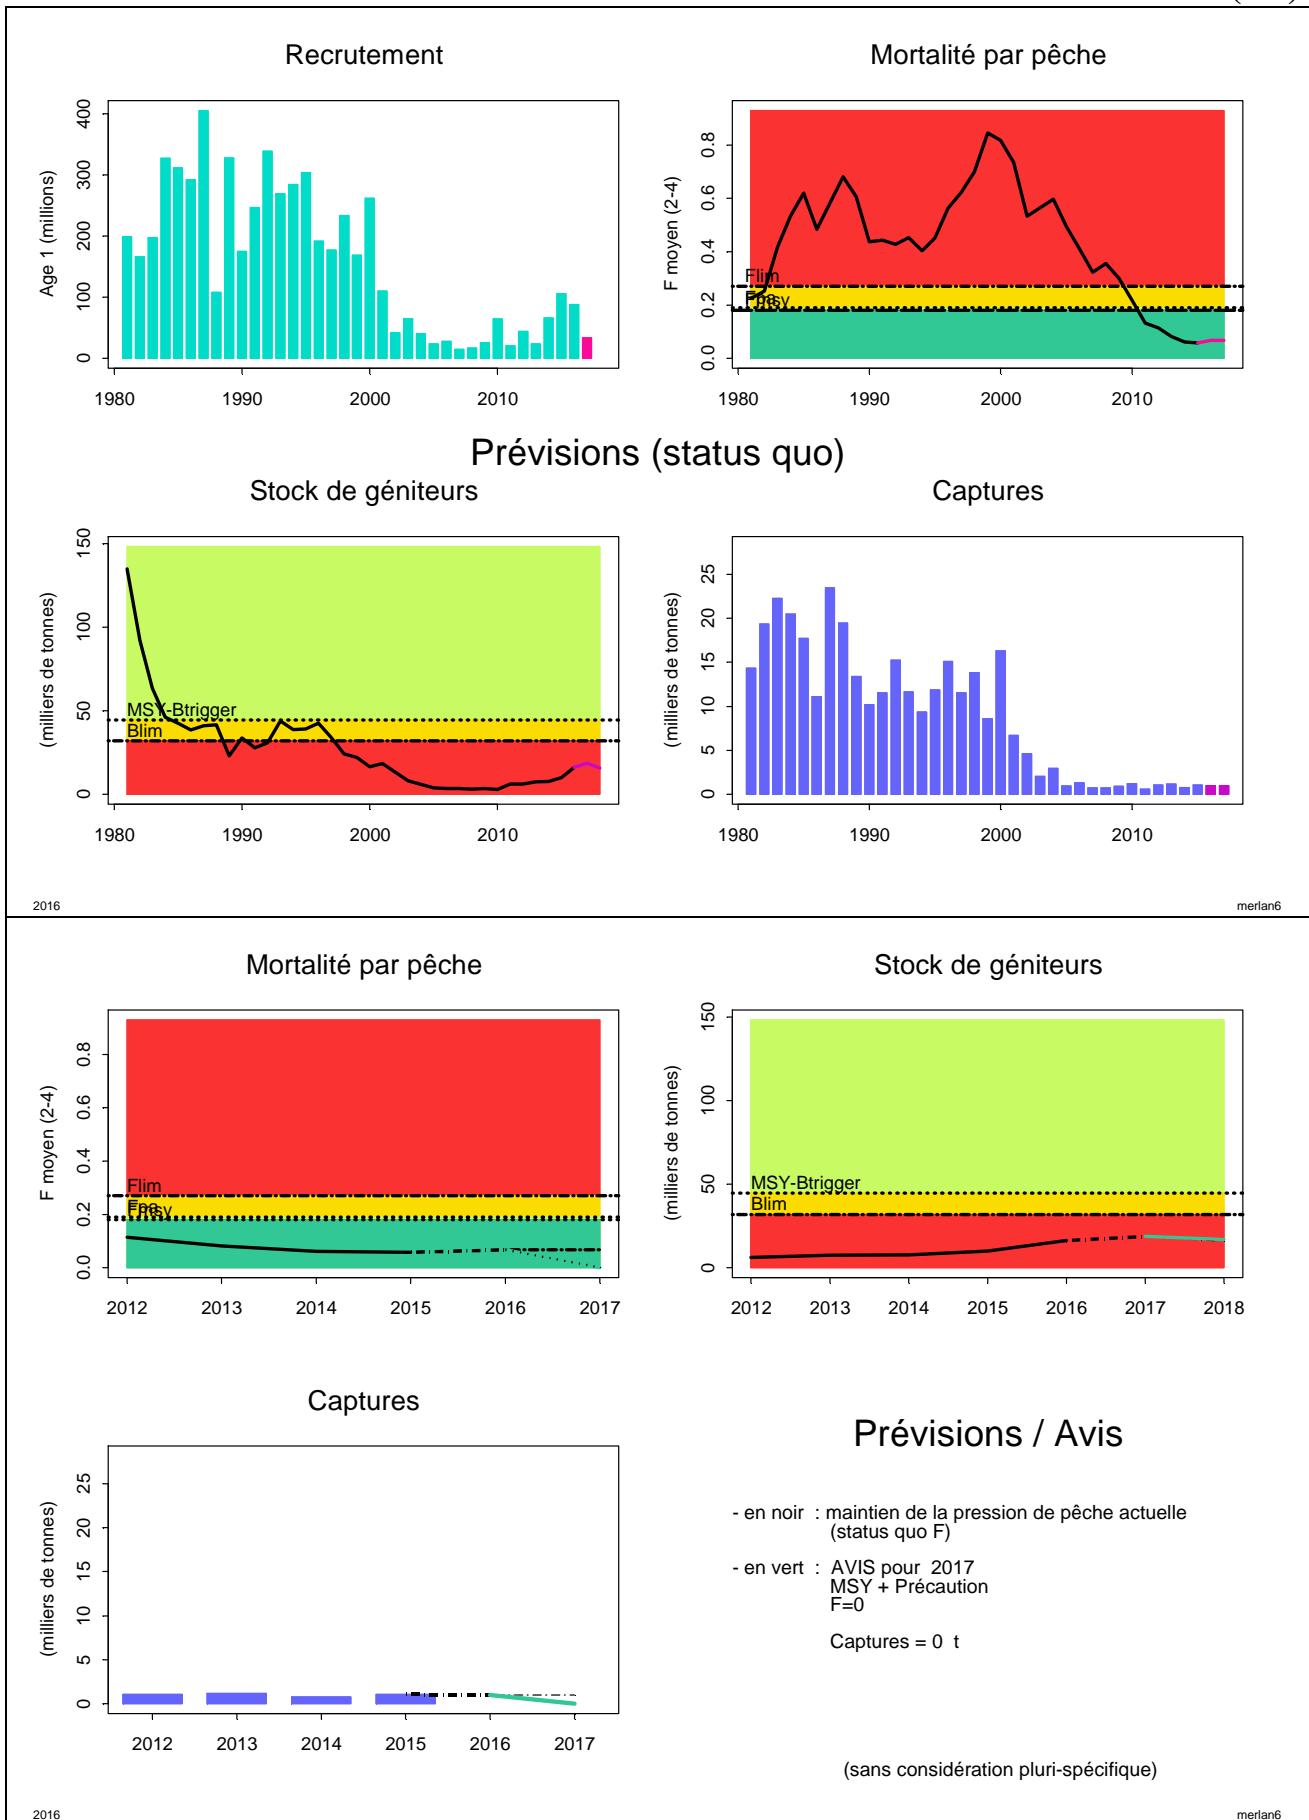 Recrutement
Mortalité par pêche
Age 1 (millions)
0 100 200 300 400
1980 1990 2000 2010
F moyen (2-4)
0.0 0.2 0.4 0.6 0.8
Flim
Fpa
Fmsy
1980 1990 2000 2010
Prévisions (status quo)
Stock de géniteurs
Captures
(milliers de tonnes)
0 50 100 150
MSY-Btrigger
Blim
1980 1990 2000 2010
(milliers de tonnes)
0 5 10 15 20 25
1980 1990 2000 2010
2016
merlan6
Mortalité par pêche
Stock de géniteurs
F moyen (2-4)
0.0 0.2 0.4 0.6 0.8
Flim
Fpa
Fmsy
2012 2013 2014 2015 2016 2017
(milliers de tonnes)
0 50 100 150
MSY-Btrigger
Blim
2012 2013 2014 2015 2016 2017 2018
Captures
(milliers de tonnes)
0 5 10 15 20 25
2012 2013 2014 2015 2016 2017
Prévisions / Avis
- en noir : maintien de la pression de pêche actuelle
(status quo F)
- en vert : AVIS pour 2017
MSY + Précaution
F=0
Captures = 0 t
(sans considération pluri-spécifique)
2016
merlan6